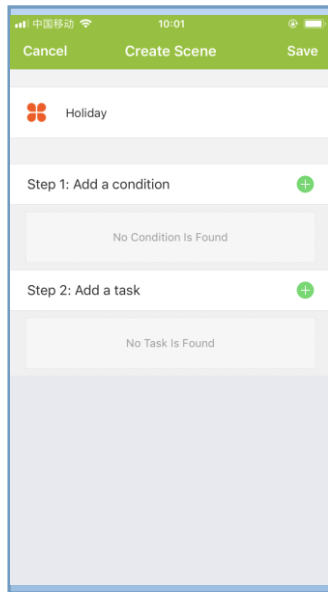 中国移动 10:01
Cancel Create Scene Save
Holiday
Step 1: Add a condition
No Condition Is Found
Step 2: Add a task
No Task Is Found